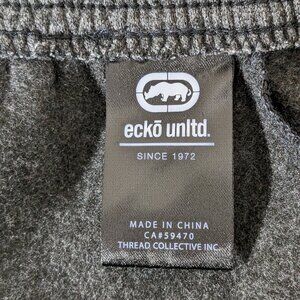 eckō unltd.
SINCE 1972
MADE IN CHINA
CA#59470
THREAD COLLECTIVE INC.